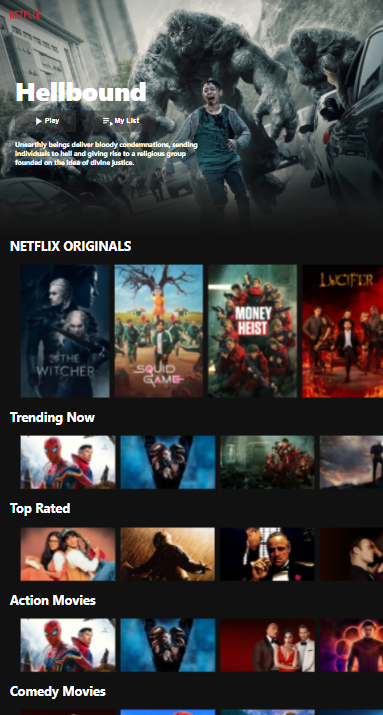 NETFLIX
Hellbound
Play
My List
Unearthly beings deliver bloody condemnations, sending
individuals to hell and giving rise to a religious group
founded on the idea of divine justice.
NETFLIX ORIGINALS
THE
WITCHER
SQUID
GAME
MONEY
HEIST
LUCIFER
Trending Now
Top Rated
Action Movies
Comedy Movies